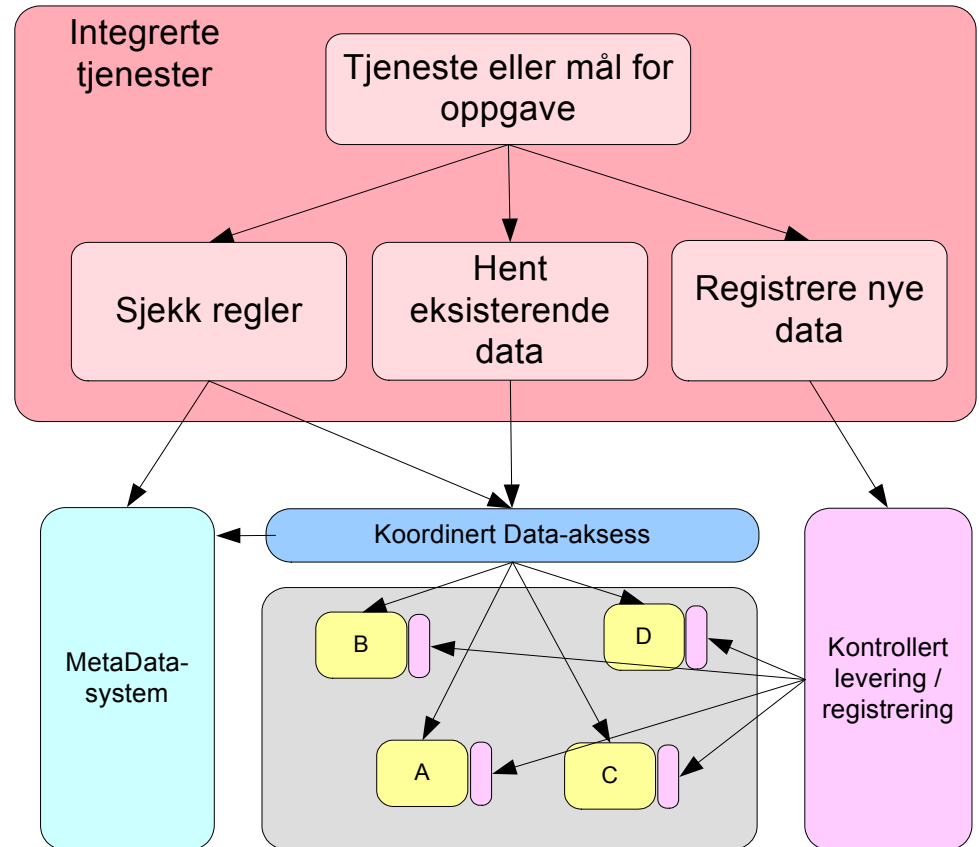 Integrerte
tjenester
Tjeneste eller mål for
oppgave
Sjekk regler
Hent
eksisterende
data
Registrere nye
data
Koordinert Data-aksess
MetaData-
system
B
D
A
C
Kontrollert
levering /
registrering